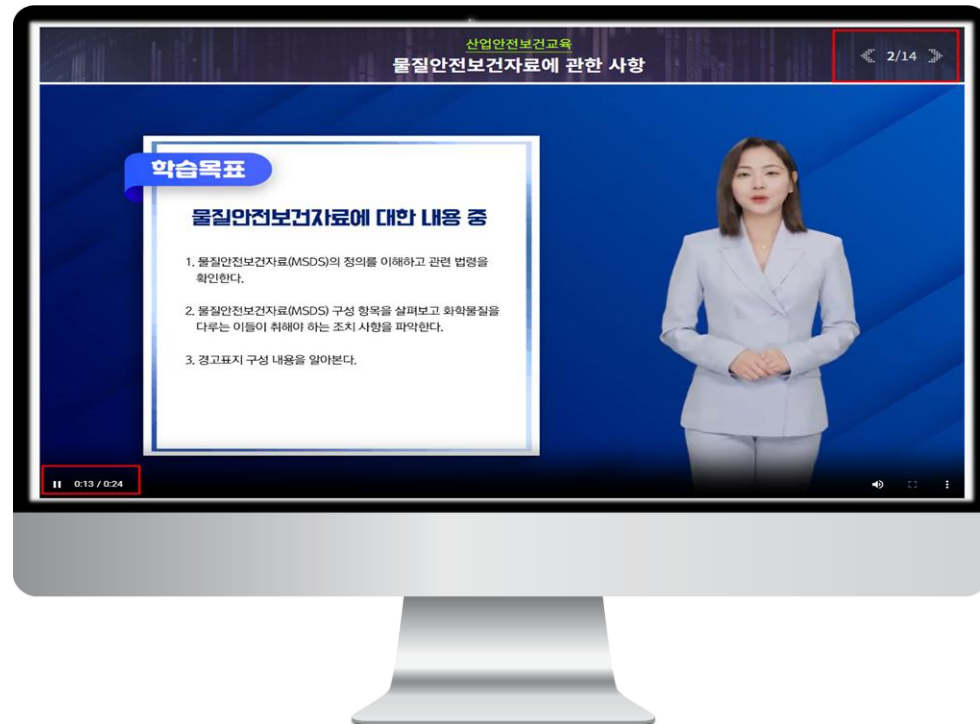 산업안전보건교육
물질안전보건자료에 관한 사항
2/14
학습목표
물질안전보건자료에 대한 내용 중
1. 물질안전보건자료(MSDS)의 정의를 이해하고 관련 법령을
확인한다.
2. 물질안전보건자료(MSDS) 구성 항목을 살펴보고 화학물질을
다루는 이들이 취해야 하는 조치 사항을 파악한다.
3. 경고표지 구성 내용을 알아본다.
0:13 / 0:24